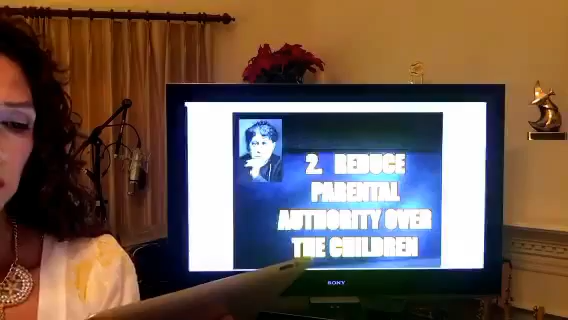 2. REDUCE
PARENTAL
AUTHORITY OVER
THE CHILDREN
SONY